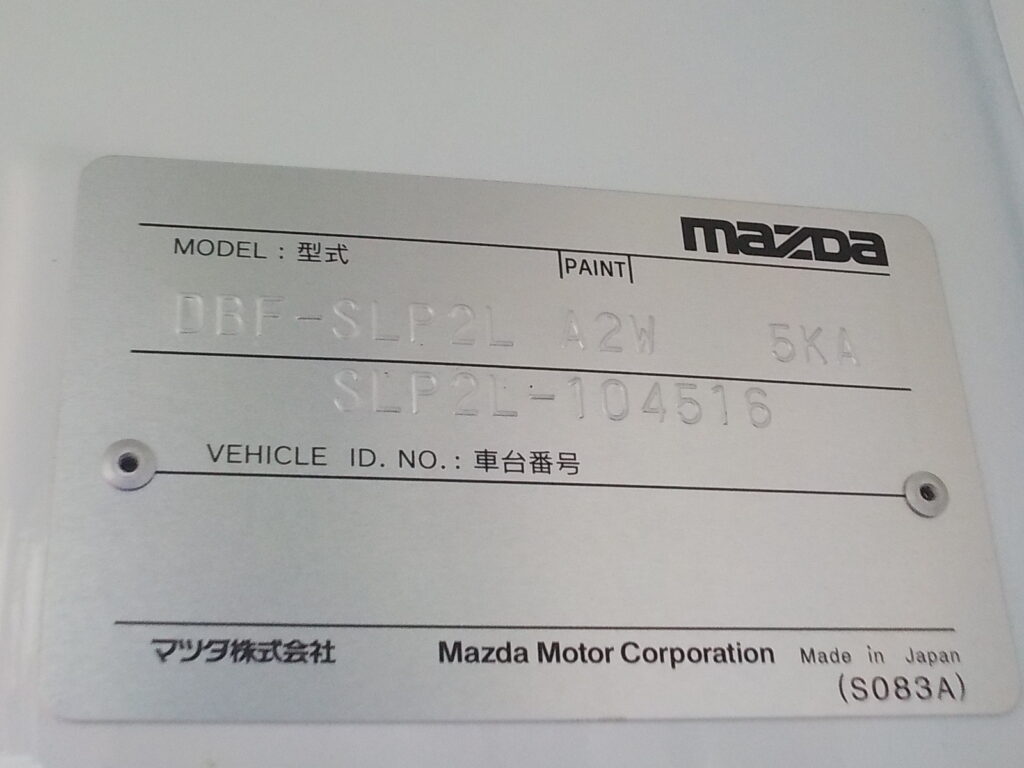 mazda
MODEL : 型式 PAINT
DBF-SLP2L A2W 5KA
SLP2L-104516
VEHICLE ID. NO. : 車台番号
マツダ株式会社 Mazda Motor Corporation Made in Japan
(S083A)